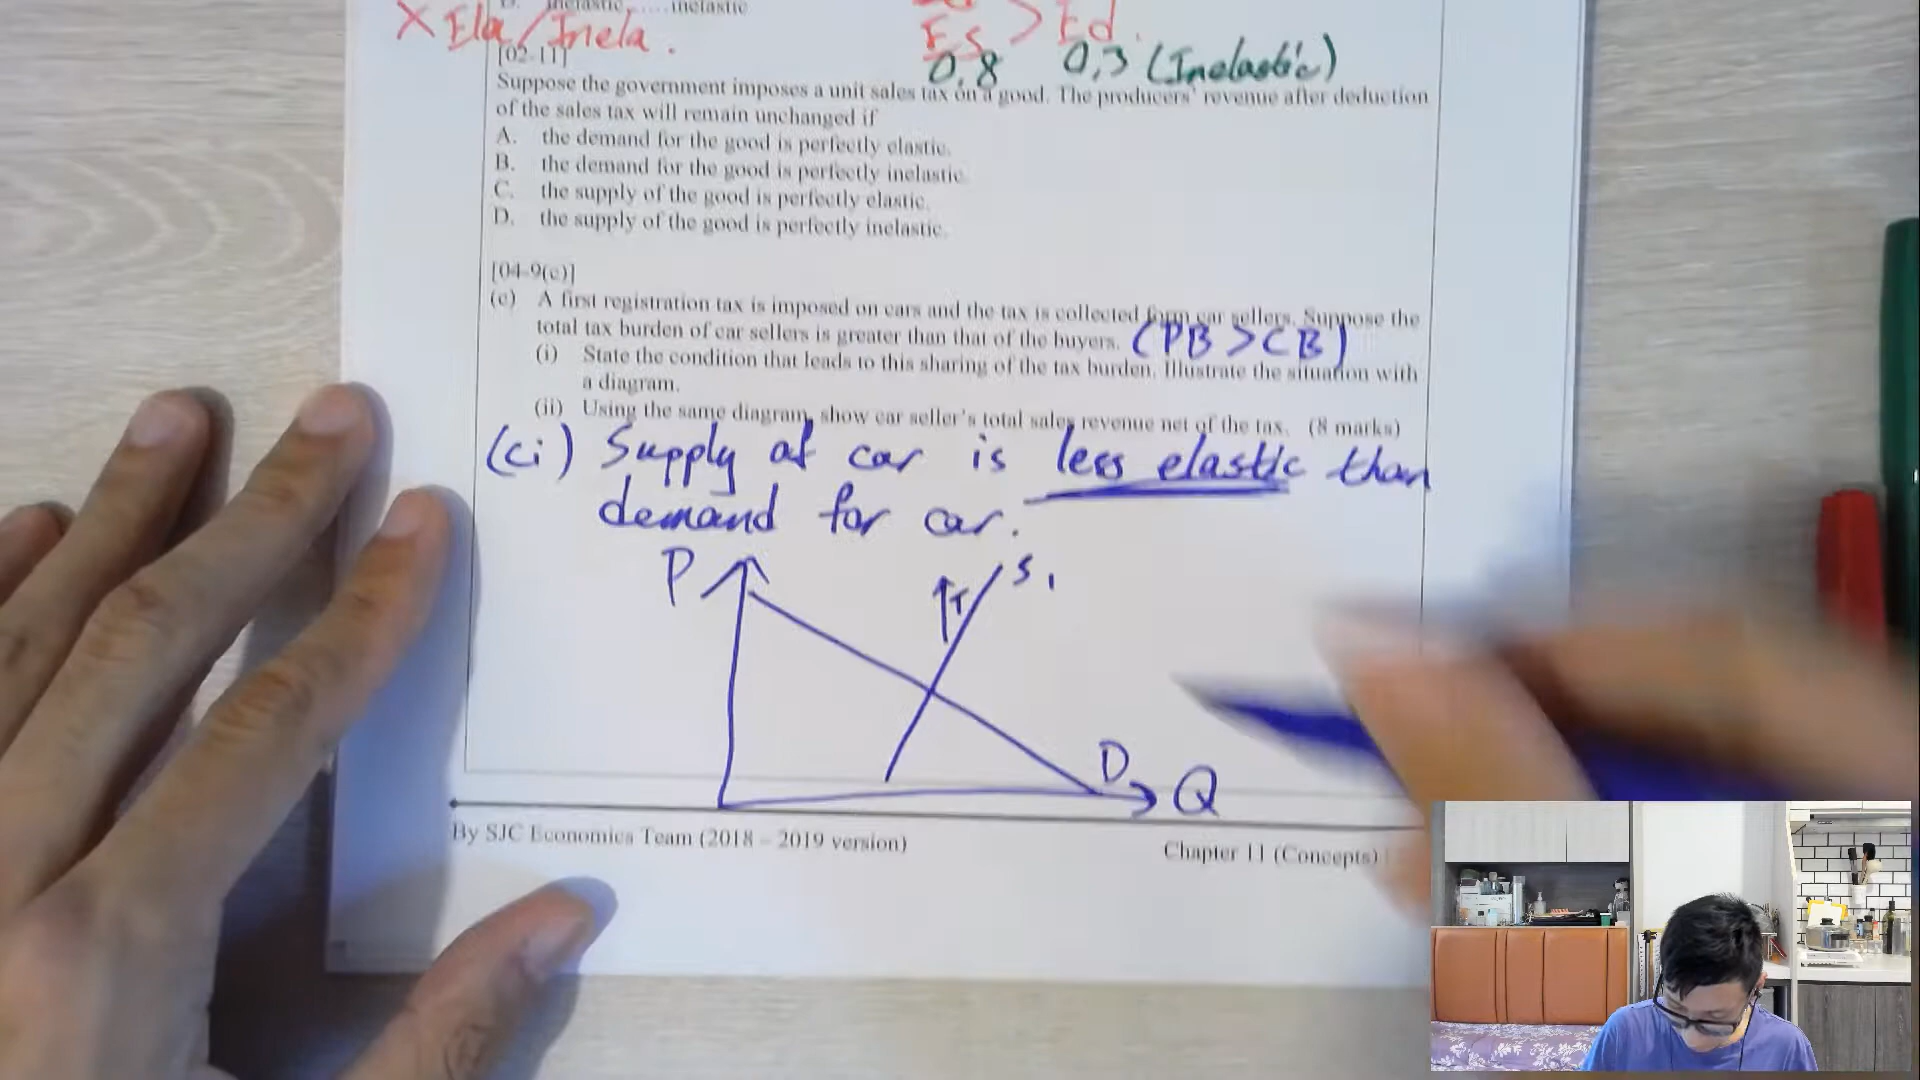 D. inelastic ..... inelastic
X Ela/Inela.
Es > Ed.
0.8 0.3 (Inelastic)
[02-11]
Suppose the government imposes a unit sales tax on a good. The producers' revenue after deduction
of the sales tax will remain unchanged if
A. the demand for the good is perfectly elastic.
B. the demand for the good is perfectly inelastic.
C. the supply of the good is perfectly elastic.
D. the supply of the good is perfectly inelastic.
[04-9(c)]
(c) A first registration tax is imposed on cars and the tax is collected form car sellers. Suppose the
total tax burden of car sellers is greater than that of the buyers. (PB > CB)
(i) State the condition that leads to this sharing of the tax burden. Illustrate the situation with
a diagram.
(ii) Using the same diagram, show car seller's total sales revenue net of the tax. (8 marks)
(ci) Supply of car is less elastic than
demand for car.
P
S1
↑T
D
Q
By SJC Economics Team (2018 – 2019 version)
Chapter 11 (Concepts)